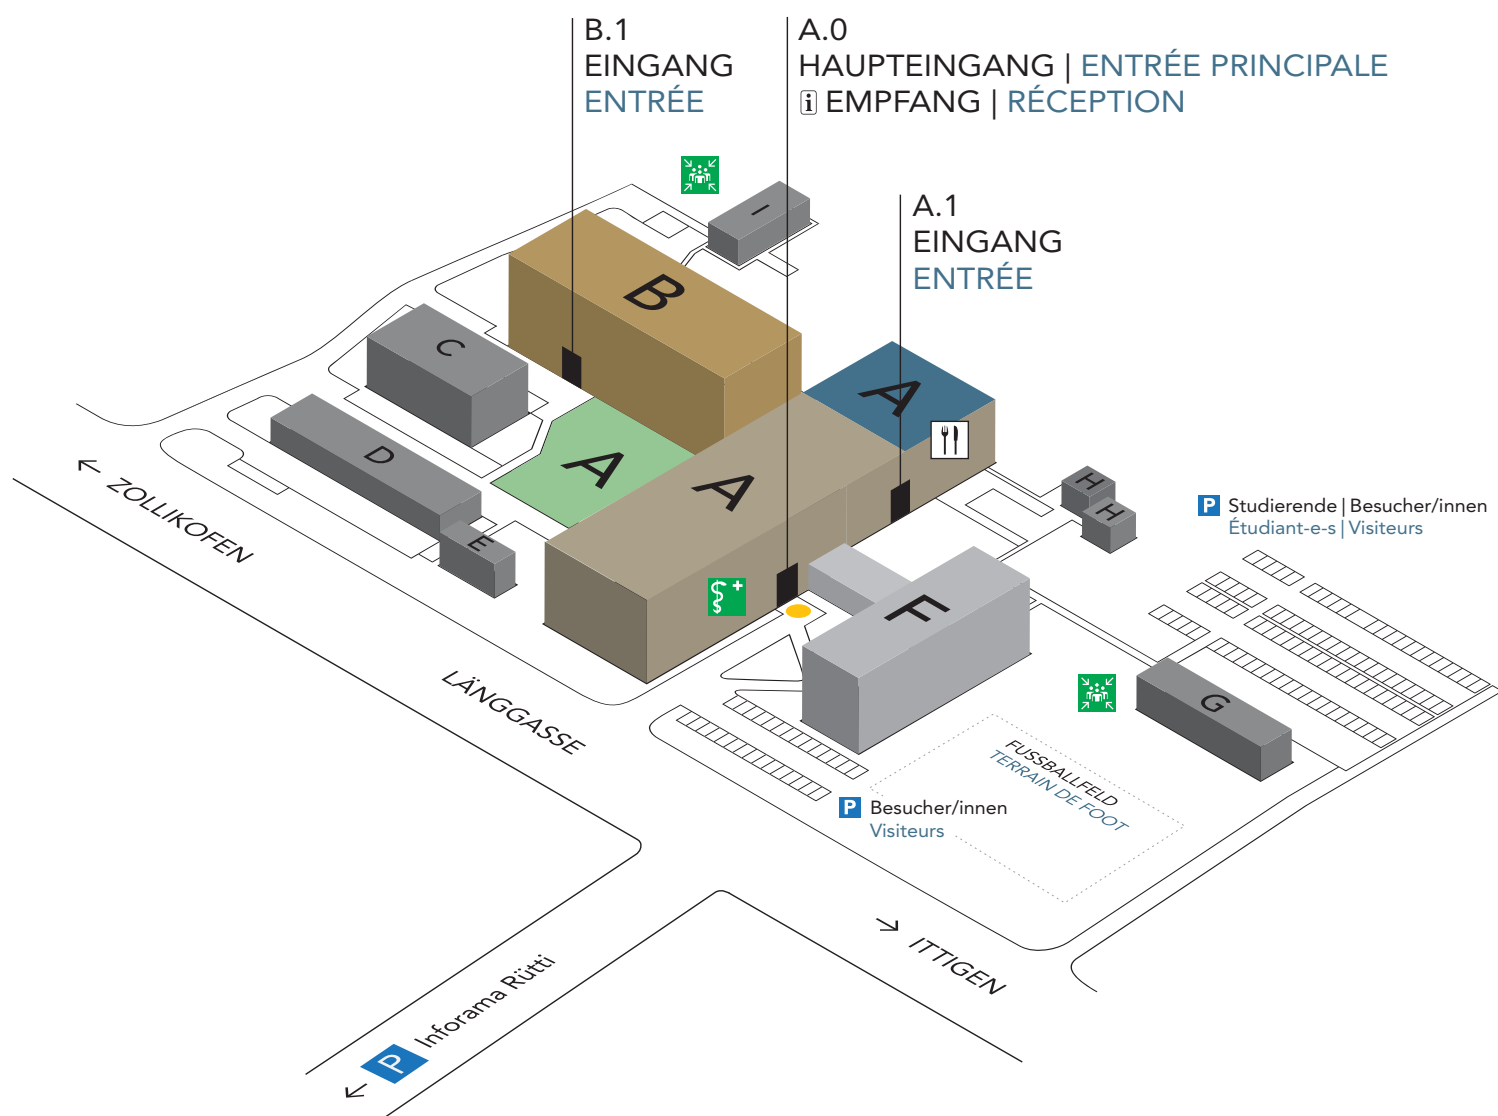 B.1
EINGANG
ENTRÉE
A.0
HAUPTEINGANG | ENTRÉE PRINCIPALE
i EMPFANG | RÉCEPTION
A.1
EINGANG
ENTRÉE
I
B
C
A
D
A
A
E
H
H
F
G
P Studierende | Besucher/innen
Étudiant-e-s | Visiteurs
← ZOLLIKOFEN
LÄNGGASSE
FUSSBALLFELD
TERRAIN DE FOOT
P Besucher/innen
Visiteurs
→ ITTIGEN
← P Inforama Rütti